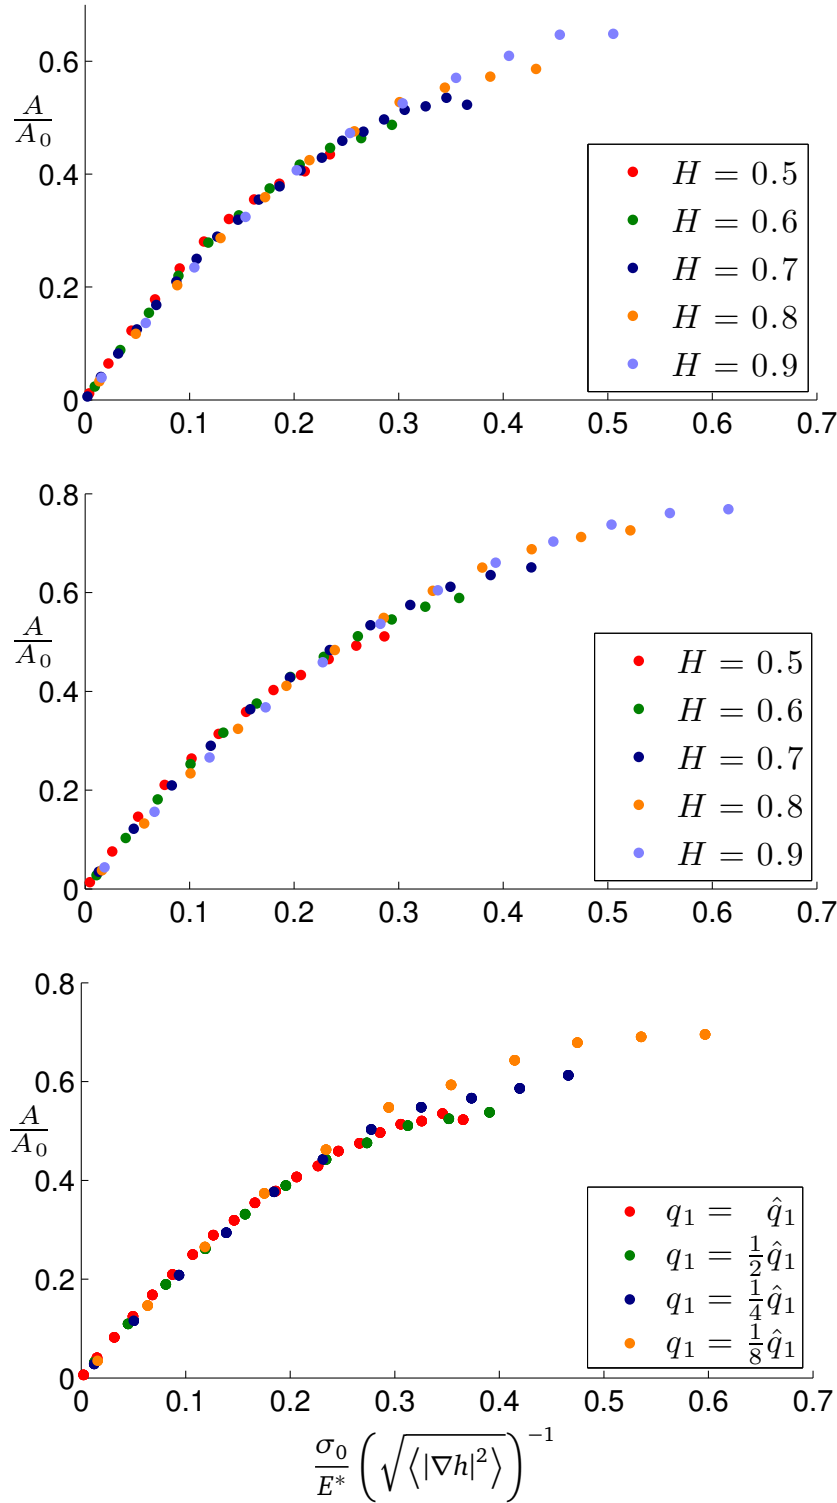 0.6
A/A₀
0.4
0.2
0
H = 0.5
H = 0.6
H = 0.7
H = 0.8
H = 0.9
0 0.1 0.2 0.3 0.4 0.5 0.6 0.7
0.8
0.6
A/A₀
0.4
0.2
0
H = 0.5
H = 0.6
H = 0.7
H = 0.8
H = 0.9
0 0.1 0.2 0.3 0.4 0.5 0.6 0.7
0.8
0.6
A/A₀
0.4
0.2
0
q₁ = q̂₁
q₁ = ½q̂₁
q₁ = ¼q̂₁
q₁ = ⅛q̂₁
0 0.1 0.2 0.3 0.4 0.5 0.6 0.7
σ₀/E* (√⟨|∇h|²⟩)⁻¹